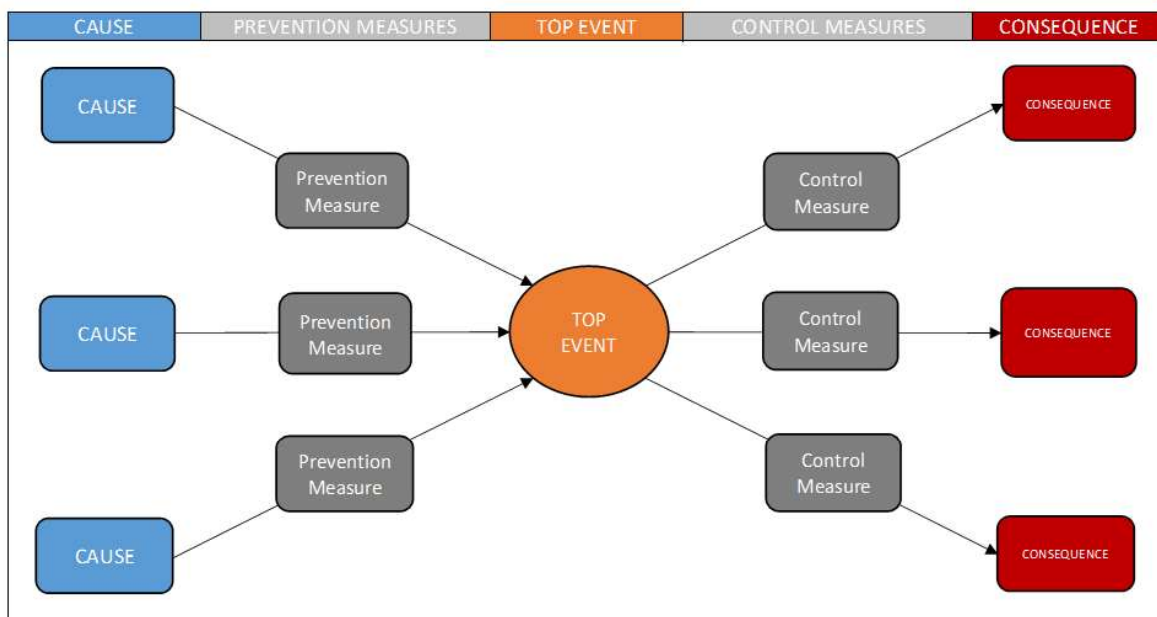 CAUSE PREVENTION MEASURES TOP EVENT CONTROL MEASURES CONSEQUENCE
CAUSE
CONSEQUENCE
Prevention
Measure
Control
Measure
CAUSE
Prevention
Measure
TOP
EVENT
Control
Measure
CONSEQUENCE
Prevention
Measure
Control
Measure
CAUSE
CONSEQUENCE